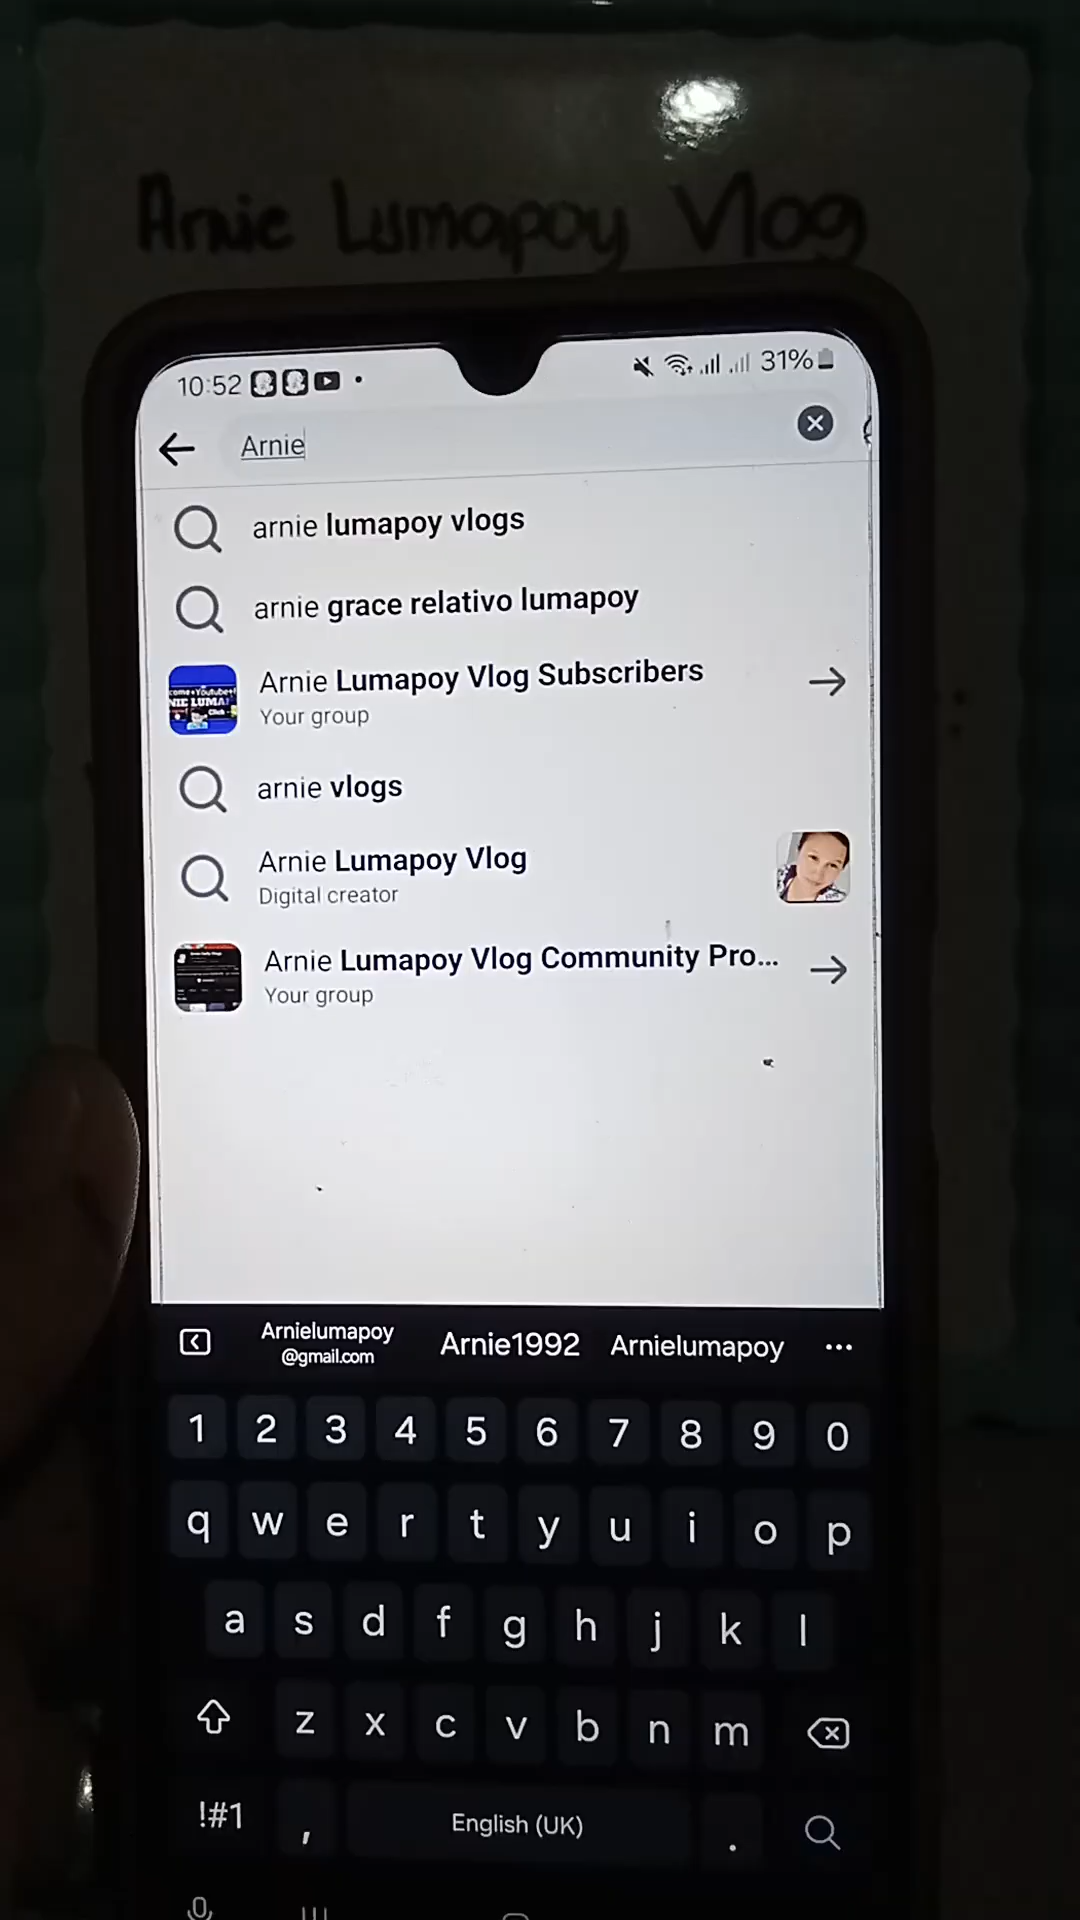 Arnie Lumapoy Vlog
10:52
31%
Arnie
arnie lumapoy vlogs
arnie grace relativo lumapoy
Arnie Lumapoy Vlog Subscribers
Your group
arnie vlogs
Arnie Lumapoy Vlog
Digital creator
Arnie Lumapoy Vlog Community Pro...
Your group
Arnielumapoy
@gmail.com
Arnie1992
Arnielumapoy
1 2 3 4 5 6 7 8 9 0
q w e r t y u i o p
a s d f g h j k l
z x c v b n m
!#1 , English (UK) .